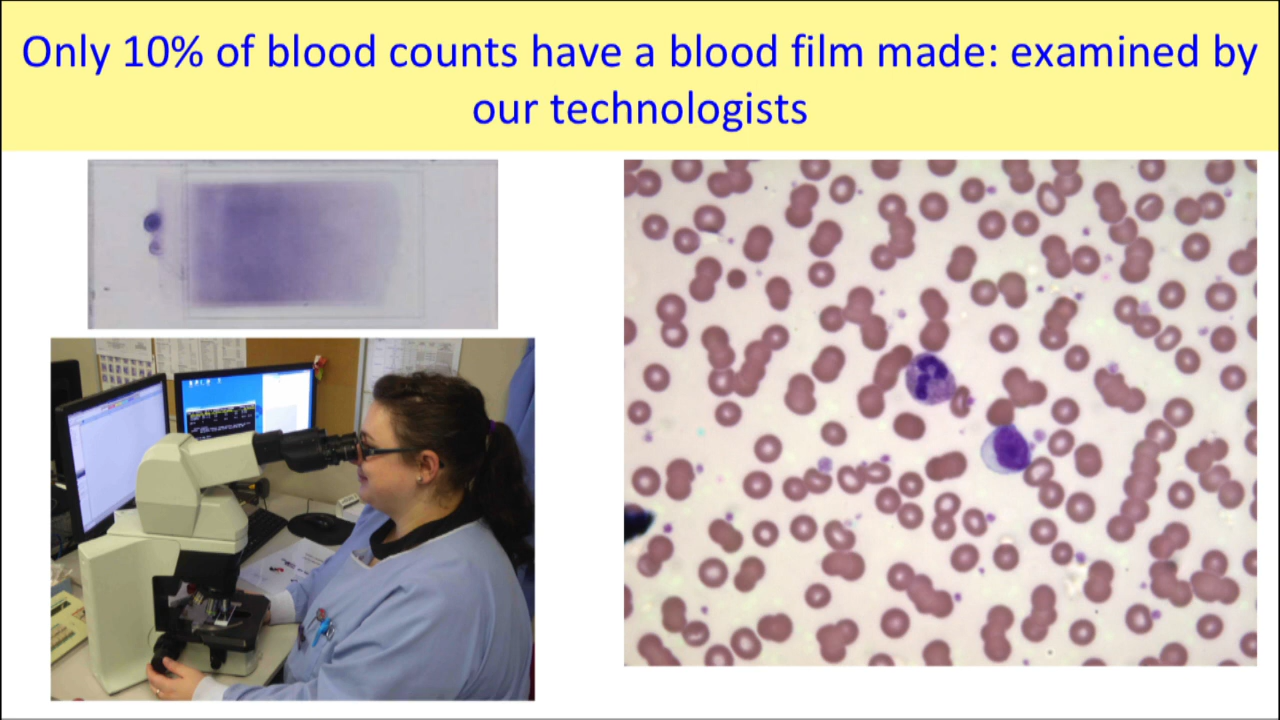 Only 10% of blood counts have a blood film made: examined by
our technologists